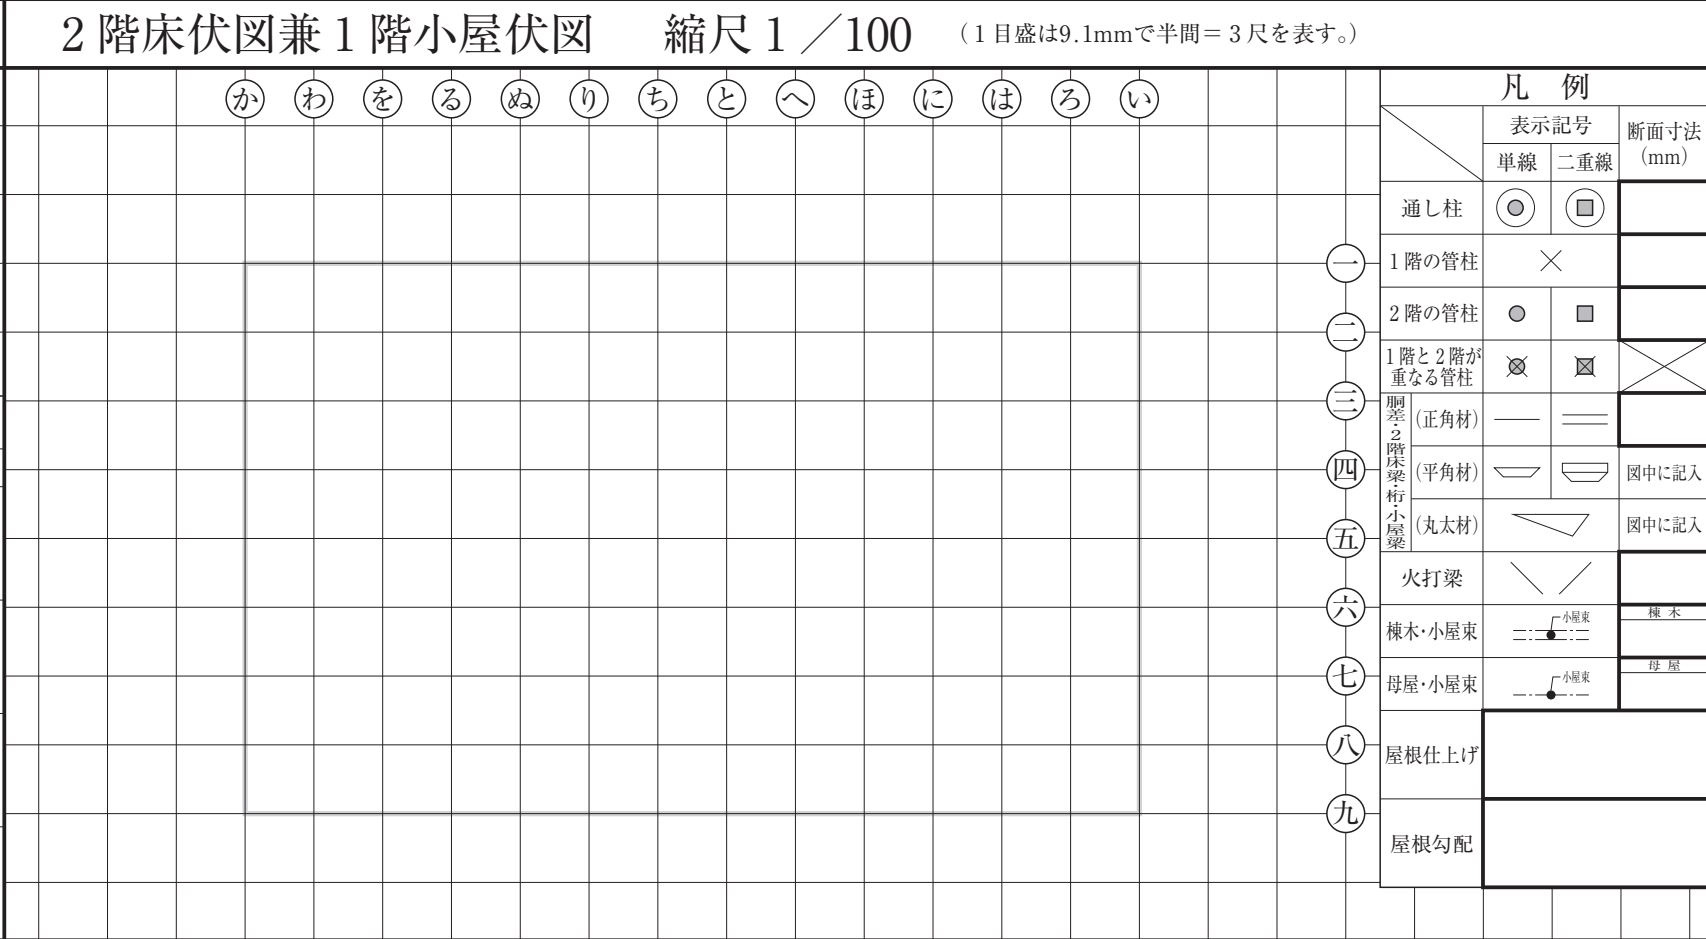 ２階床伏図兼１階小屋伏図　縮尺１／100　（１目盛は9.1mmで半間＝３尺を表す。）
か わ を る ぬ り ち と へ ほ に は ろ い
一
二
三
四
五
六
七
八
九
凡　例
表示記号
断面寸法
(mm)
単線
二重線
通し柱
１階の管柱
２階の管柱
１階と２階が
重なる管柱
胴差・２階床梁・桁・小屋梁
(正角材)
(平角材)
図中に記入
(丸太材)
図中に記入
火打梁
棟木・小屋束
小屋束
棟木
母屋・小屋束
小屋束
母屋
屋根仕上げ
屋根勾配